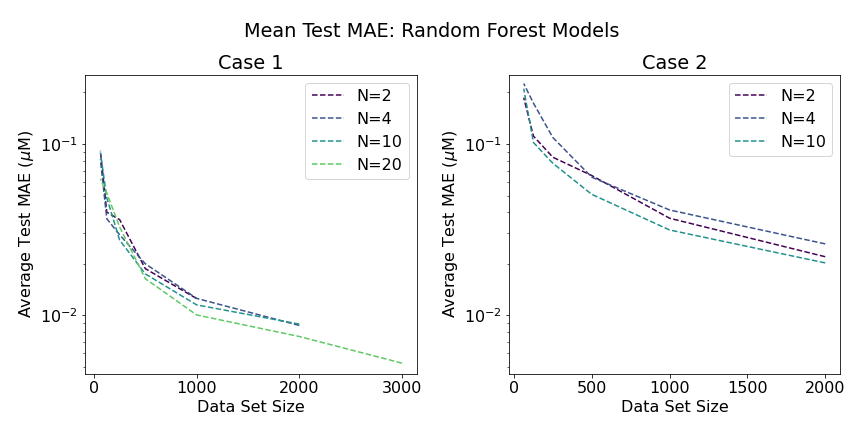 Mean Test MAE: Random Forest Models
Case 1
N=2
N=4
N=10
N=20
10⁻¹
10⁻²
Average Test MAE (μM)
0 1000 2000 3000
Data Set Size
Case 2
N=2
N=4
N=10
10⁻¹
10⁻²
Average Test MAE (μM)
0 500 1000 1500 2000
Data Set Size